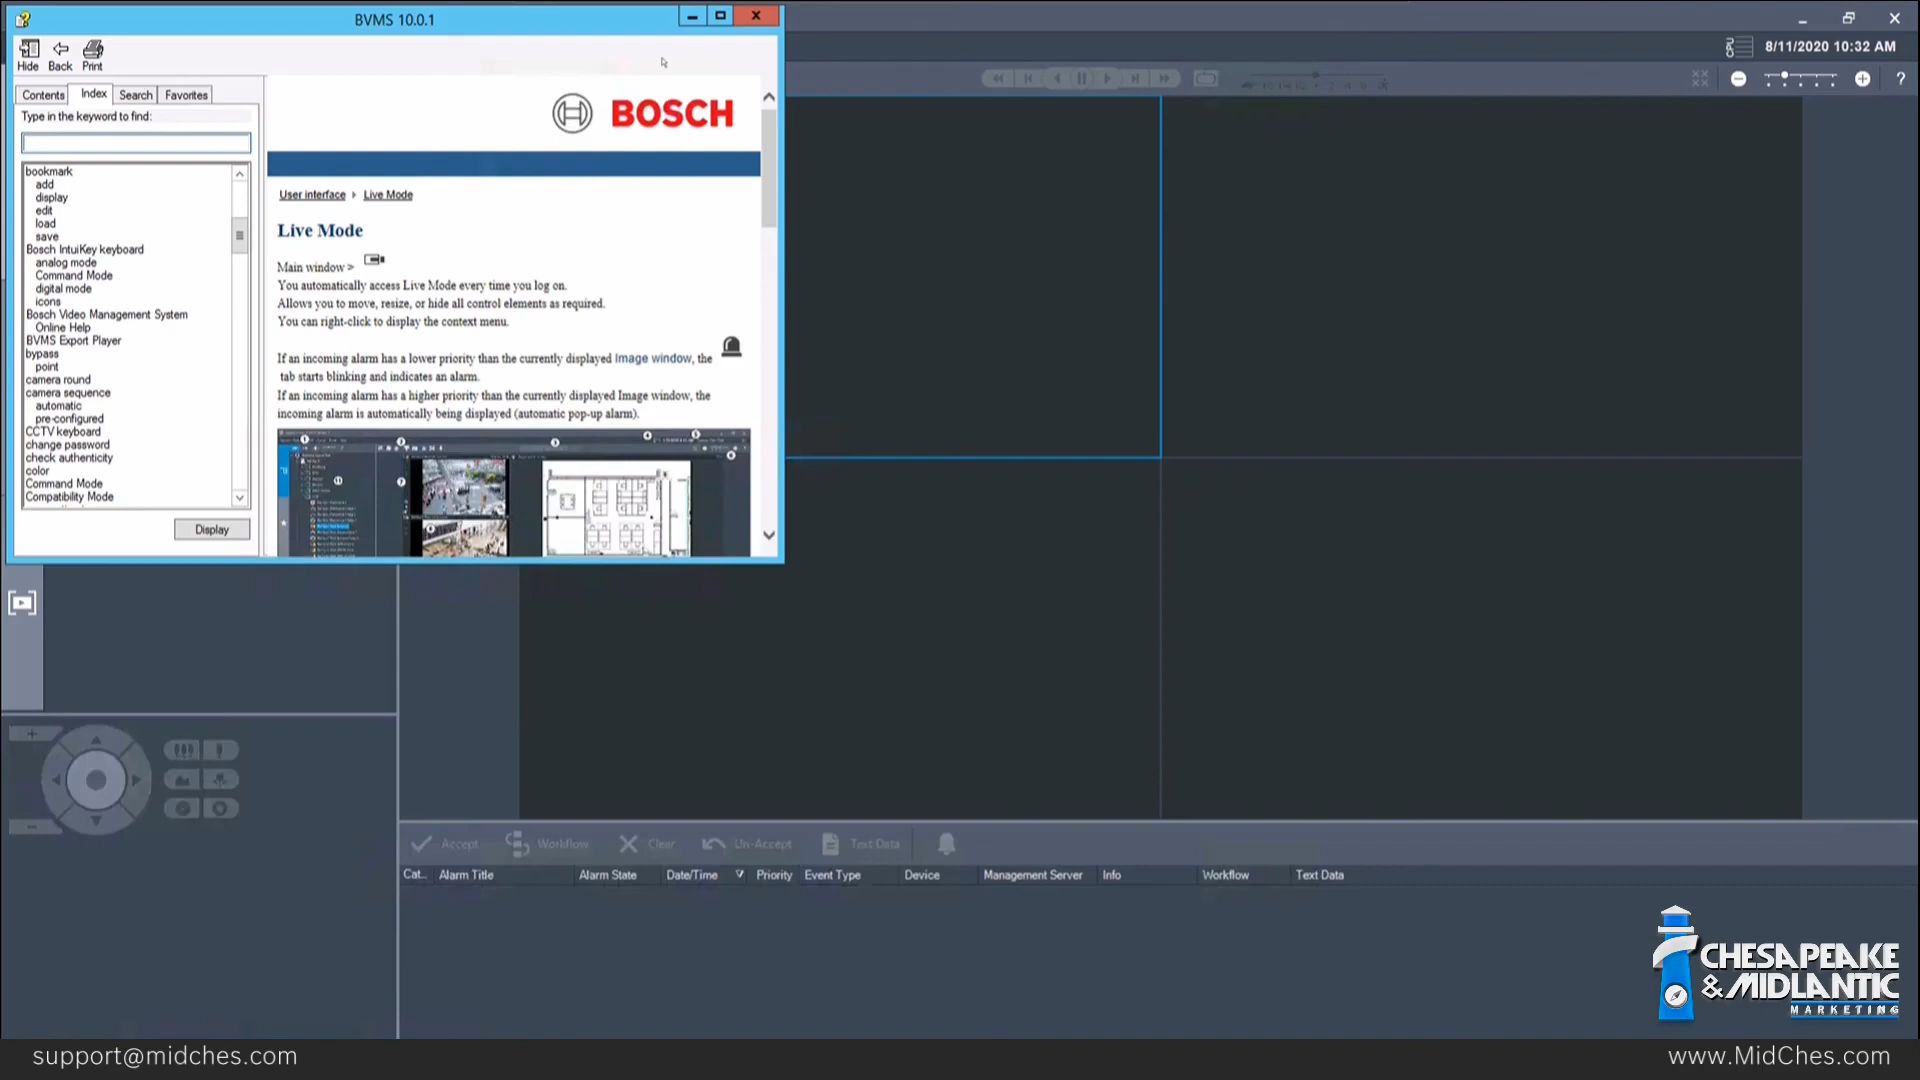 BVMS 10.0.1
8/11/2020 10:32 AM
Hide Back Print
Contents Index Search Favorites
Type in the keyword to find:
bookmark
add
display
edit
load
save
Bosch IntuiKey keyboard
analog mode
Command Mode
digital mode
icons
Bosch Video Management System
Online Help
BVMS Export Player
bypass
point
camera round
camera sequence
automatic
pre-configured
CCTV keyboard
change password
check authenticity
color
Command Mode
Compatibility Mode
Display
BOSCH
User interface Live Mode
Live Mode
Main window >
You automatically access Live Mode every time you log on.
Allows you to move, resize, or hide all control elements as required.
You can right-click to display the context menu.
If an incoming alarm has a lower priority than the currently displayed Image window, the
tab starts blinking and indicates an alarm.
If an incoming alarm has a higher priority than the currently displayed Image window, the
incoming alarm is automatically being displayed (automatic pop-up alarm).
Accept Workflow Clear Un-Accept Text Data
Cat... Alarm Title Alarm State Date/Time Priority Event Type Device Management Server Info Workflow Text Data
CHESAPEAKE
& MIDLANTIC
MARKETING
support@midches.com
www.MidChes.com